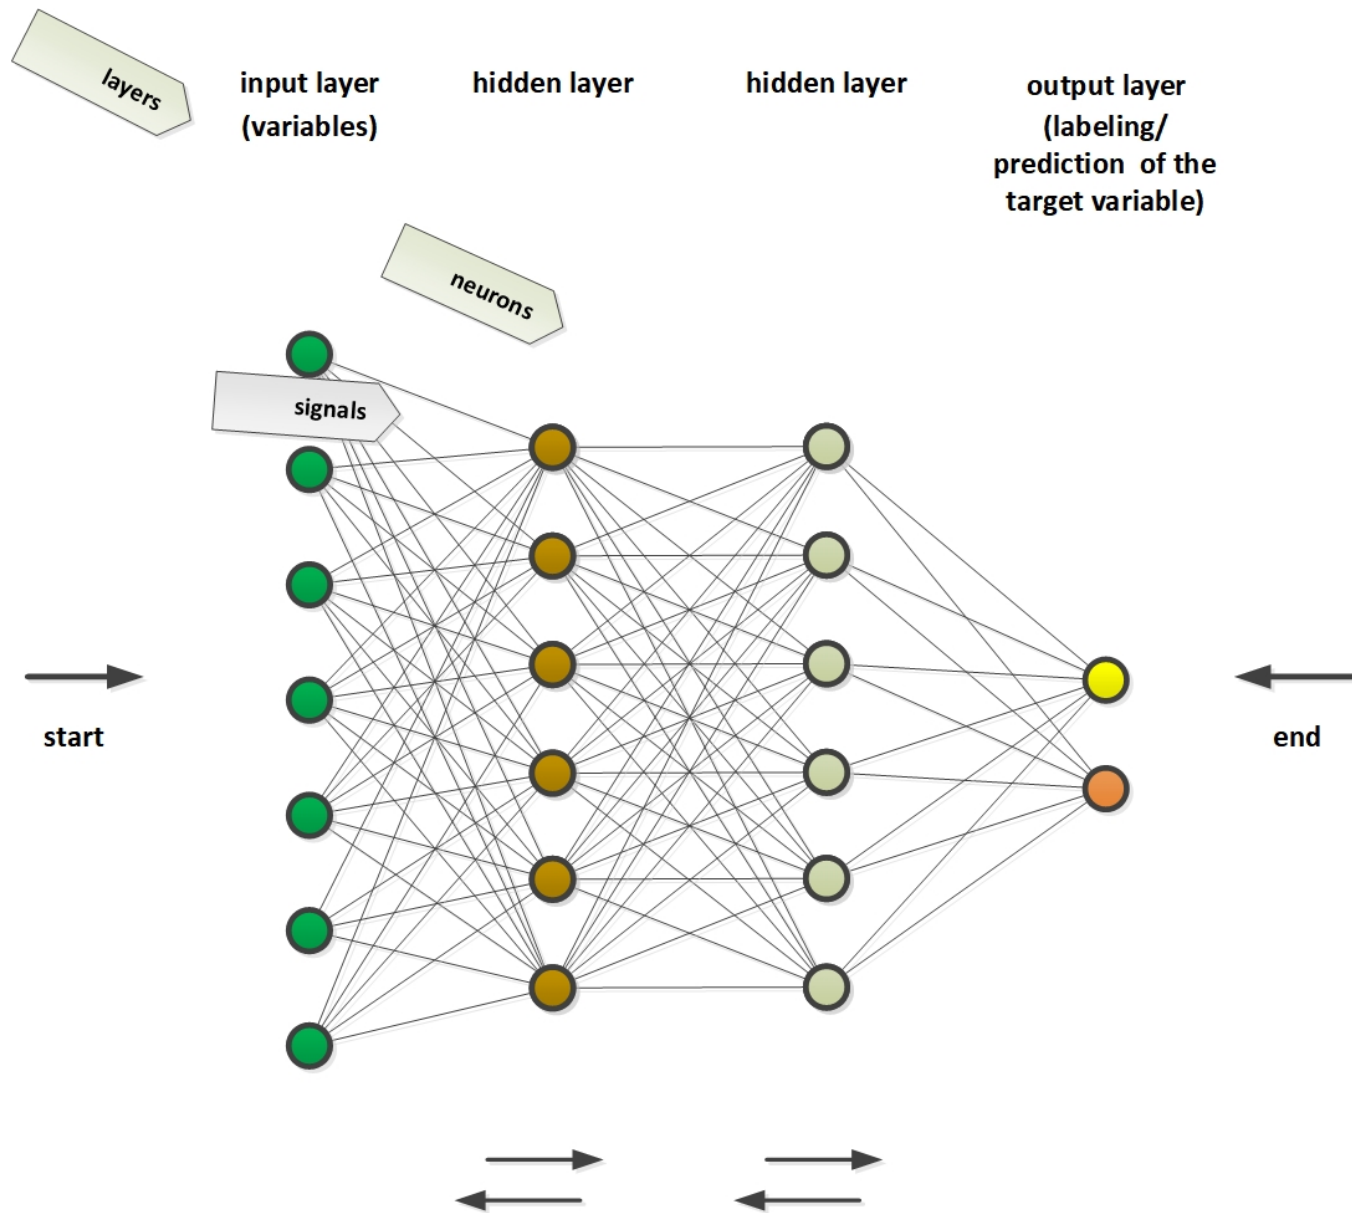 layers
input layer
(variables)
hidden layer
hidden layer
output layer
(labeling/
prediction of the
target variable)
neurons
signals
start
end